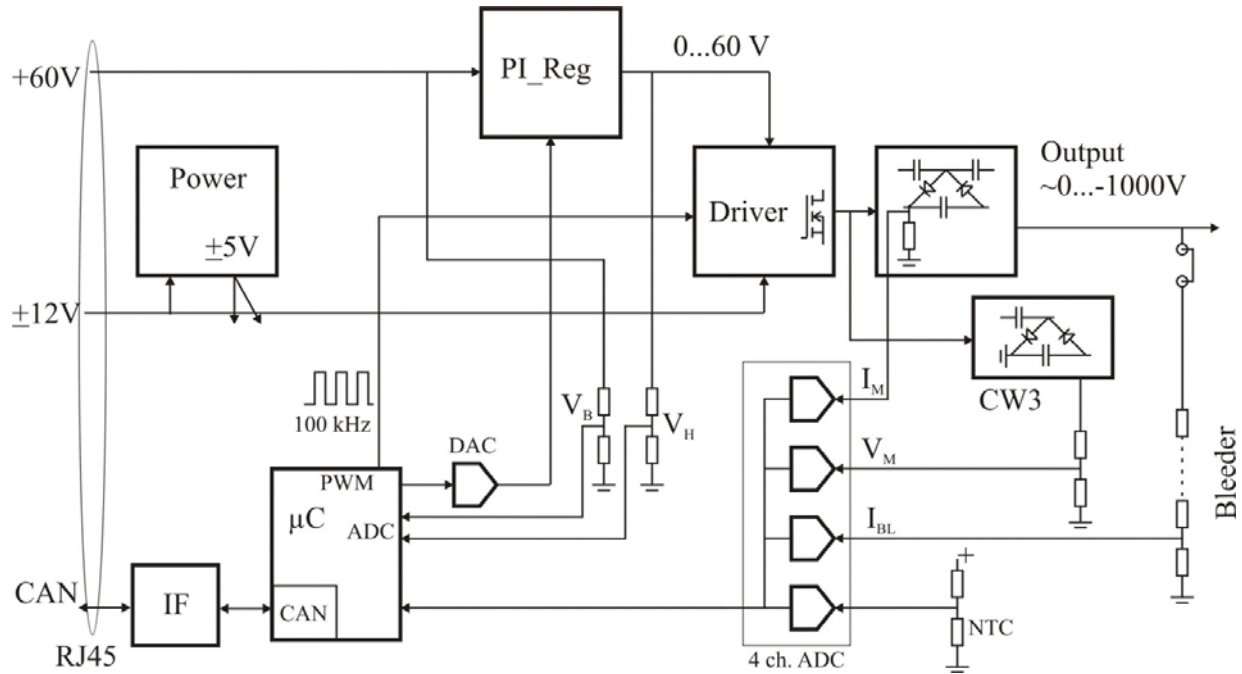 +60V
PI_Reg
0...60 V
Power
±5V
Driver
Output
~0...-1000V
±12V
CW3
100 kHz
V_B
V_H
I_M
DAC
V_M
PWM
µC
ADC
I_BL
Bleeder
CAN
IF
CAN
+
NTC
RJ45
4 ch. ADC